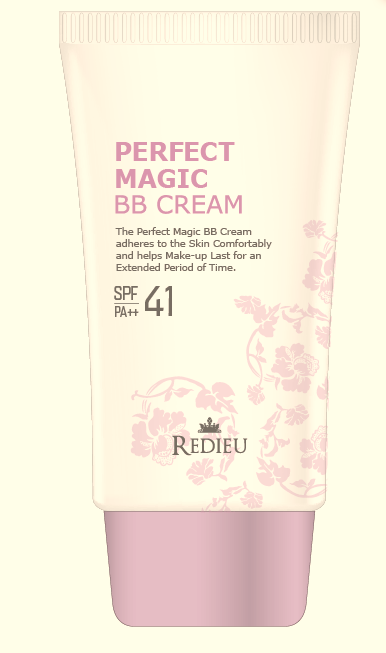 PERFECT
MAGIC
BB CREAM
The Perfect Magic BB Cream
adheres to the Skin Comfortably
and helps Make-up Last for an
Extended Period of Time.
SPF
PA++ 41
REDIEU